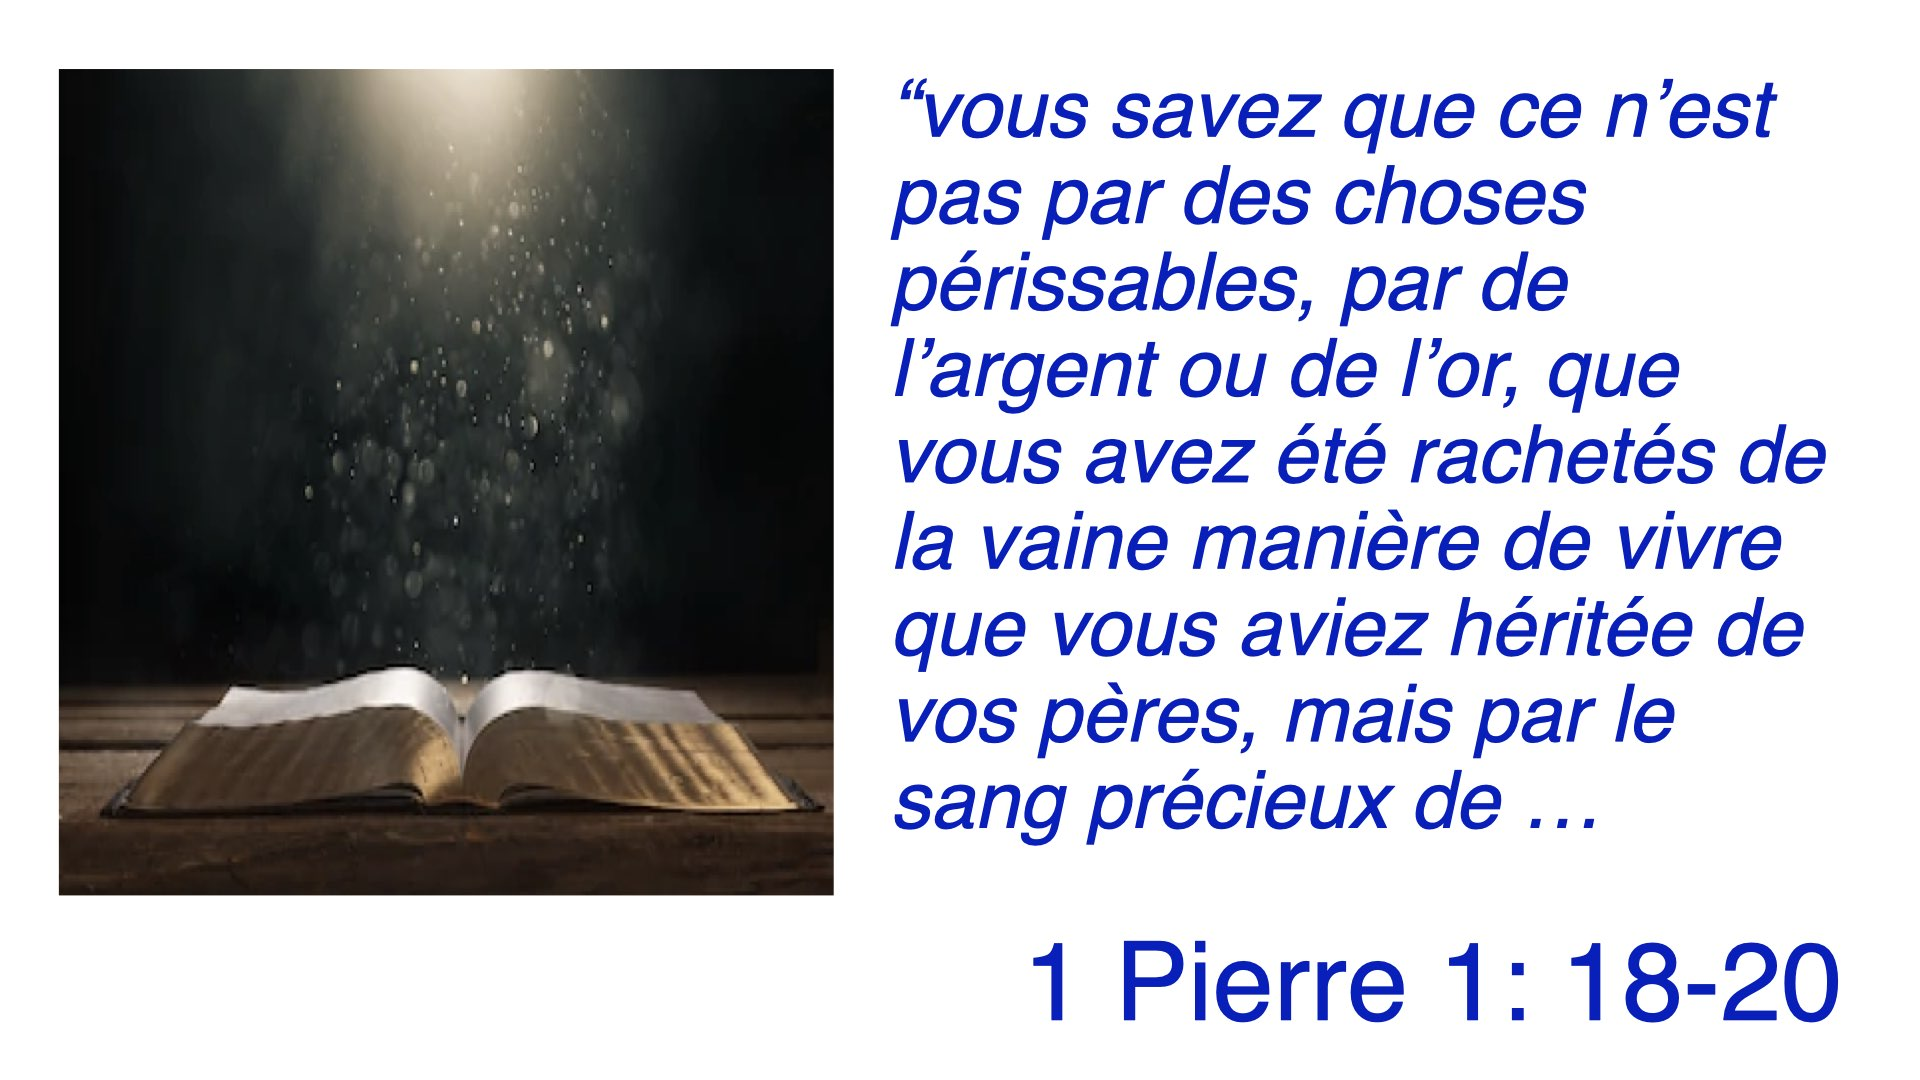 “vous savez que ce n’est
pas par des choses
périssables, par de
l’argent ou de l’or, que
vous avez été rachetés de
la vaine manière de vivre
que vous aviez héritée de
vos pères, mais par le
sang précieux de …
1 Pierre 1: 18-20